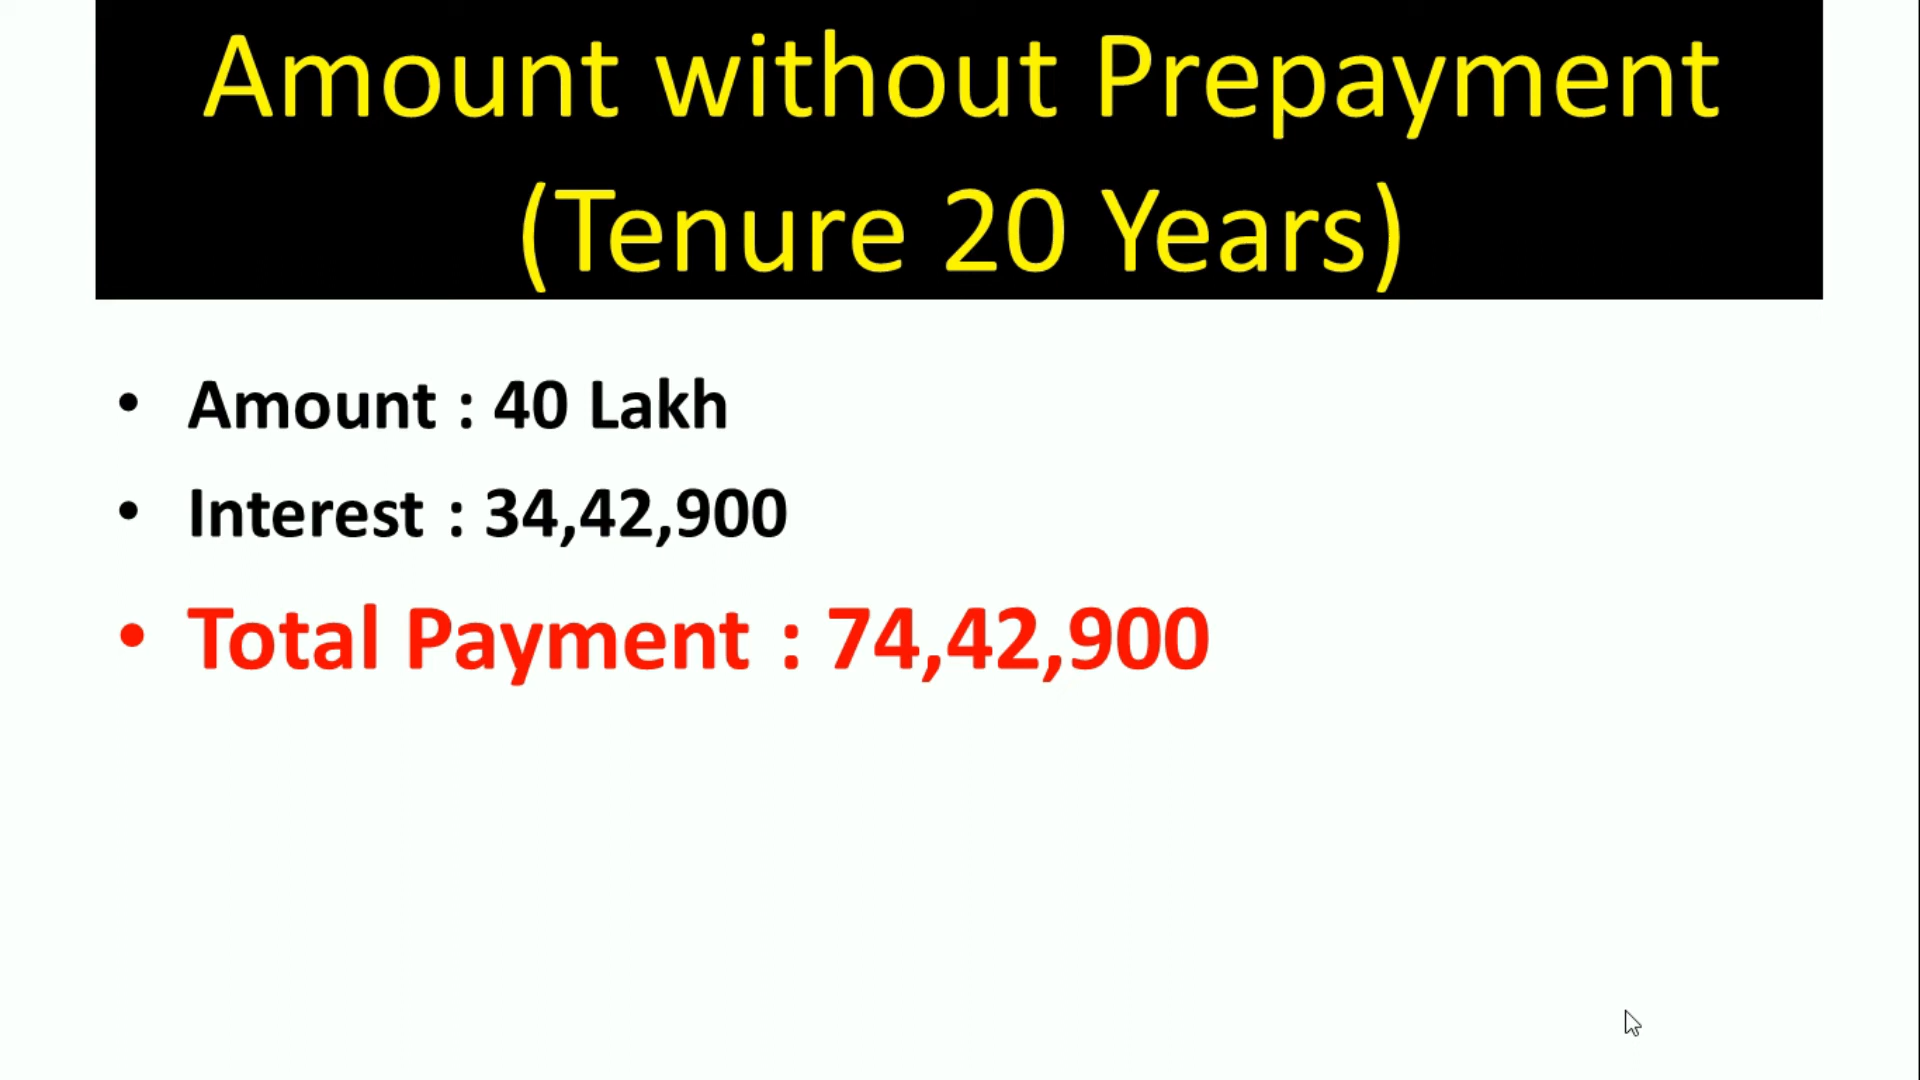 Amount without Prepayment
(Tenure 20 Years)
• Amount : 40 Lakh
• Interest : 34,42,900
• Total Payment : 74,42,900